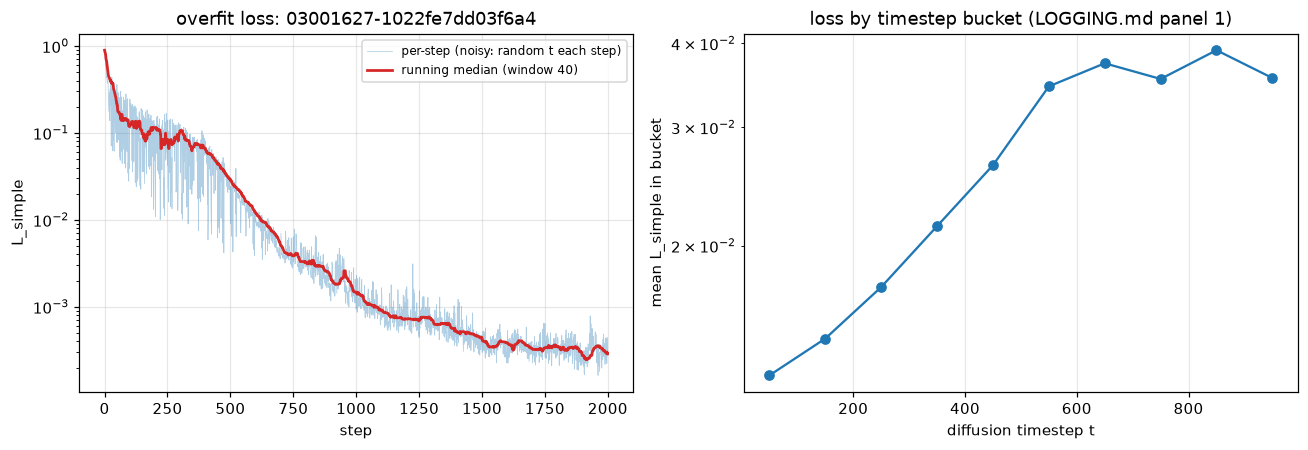 overfit loss: 03001627-1022fe7dd03f6a4
per-step (noisy: random t each step)
running median (window 40)
10⁰
10⁻¹
10⁻²
10⁻³
L_simple
0 250 500 750 1000 1250 1500 1750 2000
step
loss by timestep bucket (LOGGING.md panel 1)
4 × 10⁻²
3 × 10⁻²
2 × 10⁻²
mean L_simple in bucket
200 400 600 800
diffusion timestep t